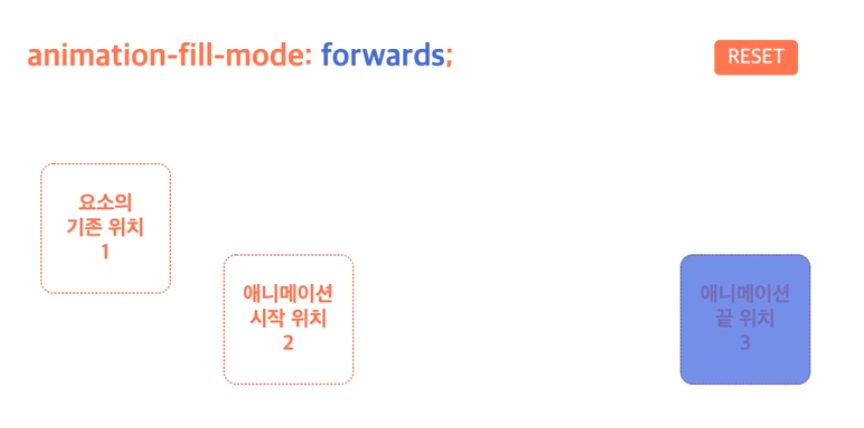 animation-fill-mode: forwards;
RESET
요소의
기존 위치
1
애니메이션
시작 위치
2
애니메이션
끝 위치
3